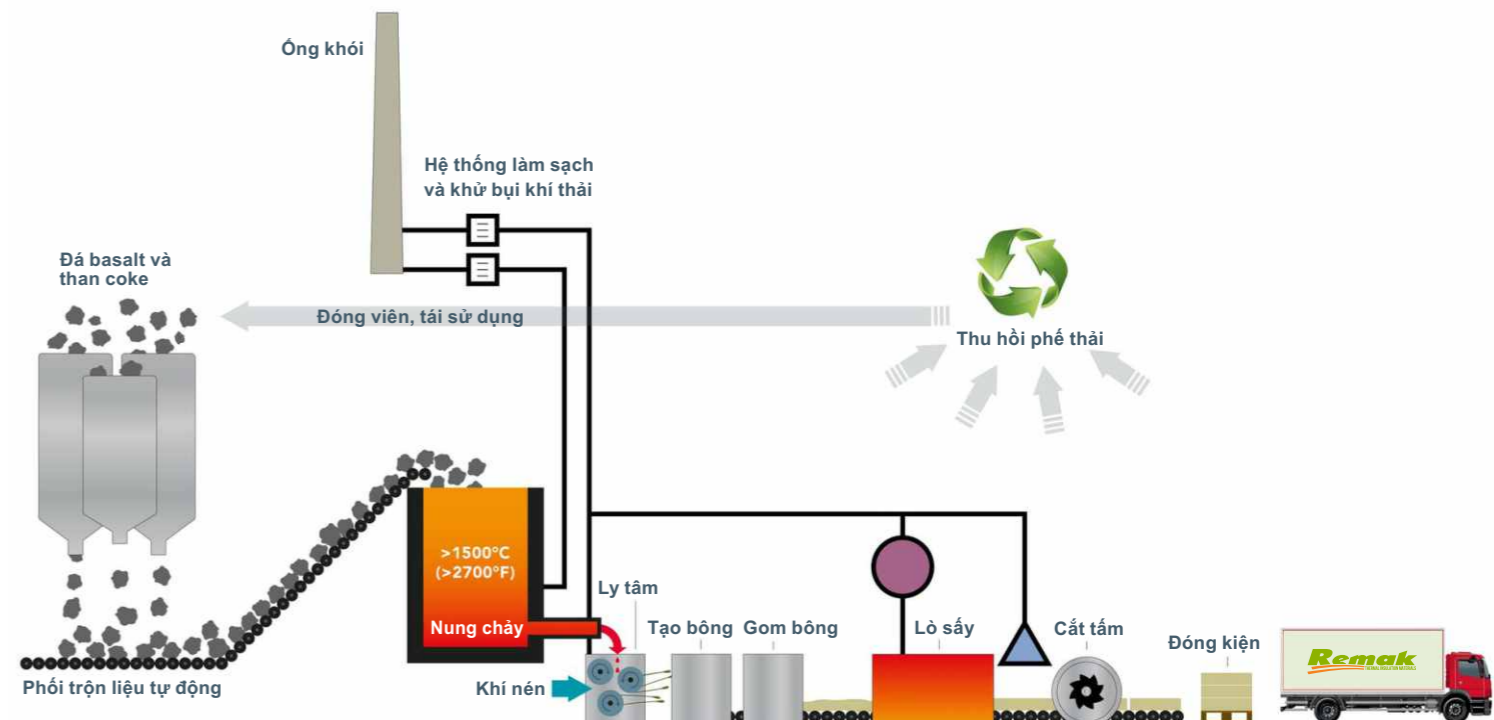 Ống khói
Hệ thống làm sạch
và khử bụi khí thải
Đá basalt và
than coke
Đóng viên, tái sử dụng
Thu hồi phế thải
>1500°C
(>2700°F)
Nung chảy
Ly tâm
Tạo bông
Gom bông
Lò sấy
Cắt tấm
Đóng kiện
Remak
Khí nén
Phối trộn liệu tự động